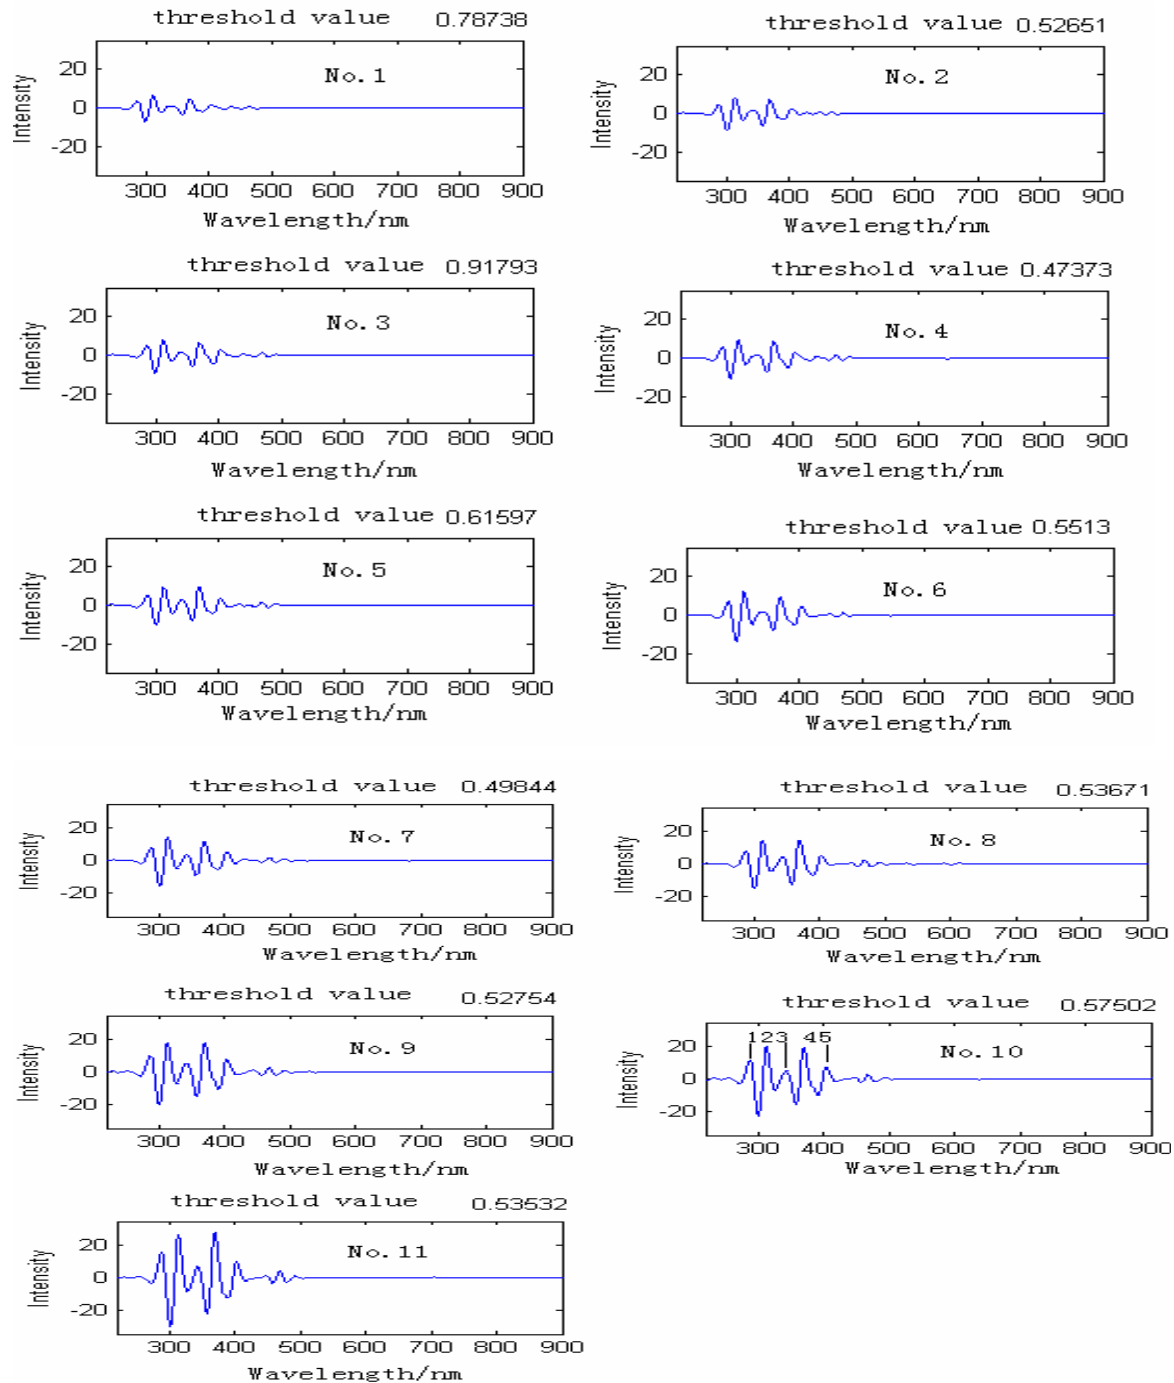 threshold value 0.78738
20
0
-20
Intensity
No.1
300 400 500 600 700 800 900
Wavelength/nm
threshold value 0.52651
20
0
-20
Intensity
No.2
300 400 500 600 700 800 900
Wavelength/nm
threshold value 0.91793
20
0
-20
Intensity
No.3
300 400 500 600 700 800 900
Wavelength/nm
threshold value 0.47373
20
0
-20
Intensity
No.4
300 400 500 600 700 800 900
Wavelength/nm
threshold value 0.61597
20
0
-20
Intensity
No.5
300 400 500 600 700 800 900
Wavelength/nm
threshold value 0.5513
20
0
-20
Intensity
No.6
300 400 500 600 700 800 900
Wavelength/nm
threshold value 0.49844
20
0
-20
Intensity
No.7
300 400 500 600 700 800 900
Wavelength/nm
threshold value 0.53671
20
0
-20
Intensity
No.8
300 400 500 600 700 800 900
Wavelength/nm
threshold value 0.52754
20
0
-20
Intensity
No.9
300 400 500 600 700 800 900
Wavelength/nm
threshold value 0.57502
20
0
-20
Intensity
123 45
No.10
300 400 500 600 700 800 900
Wavelength/nm
threshold value 0.53532
20
0
-20
Intensity
No.11
300 400 500 600 700 800 900
Wavelength/nm